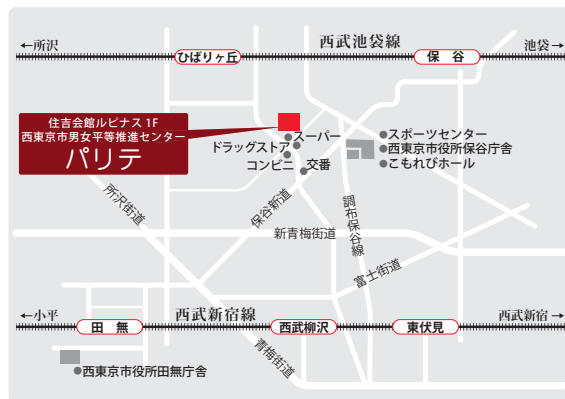 ←所沢
西武池袋線
池袋→
ひばりヶ丘
保 谷
住吉会館ルピナス 1F
西東京市男女平等推進センター
パリテ
●スーパー
ドラッグストア●
コンビニ●
●交番
●スポーツセンター
●西東京市役所保谷庁舎
●こもれびホール
所沢街道
保谷新道
調布保谷線
新青梅街道
富士街道
←小平
西武新宿線
西武新宿→
田 無
西武柳沢
東伏見
青梅街道
●西東京市役所田無庁舎